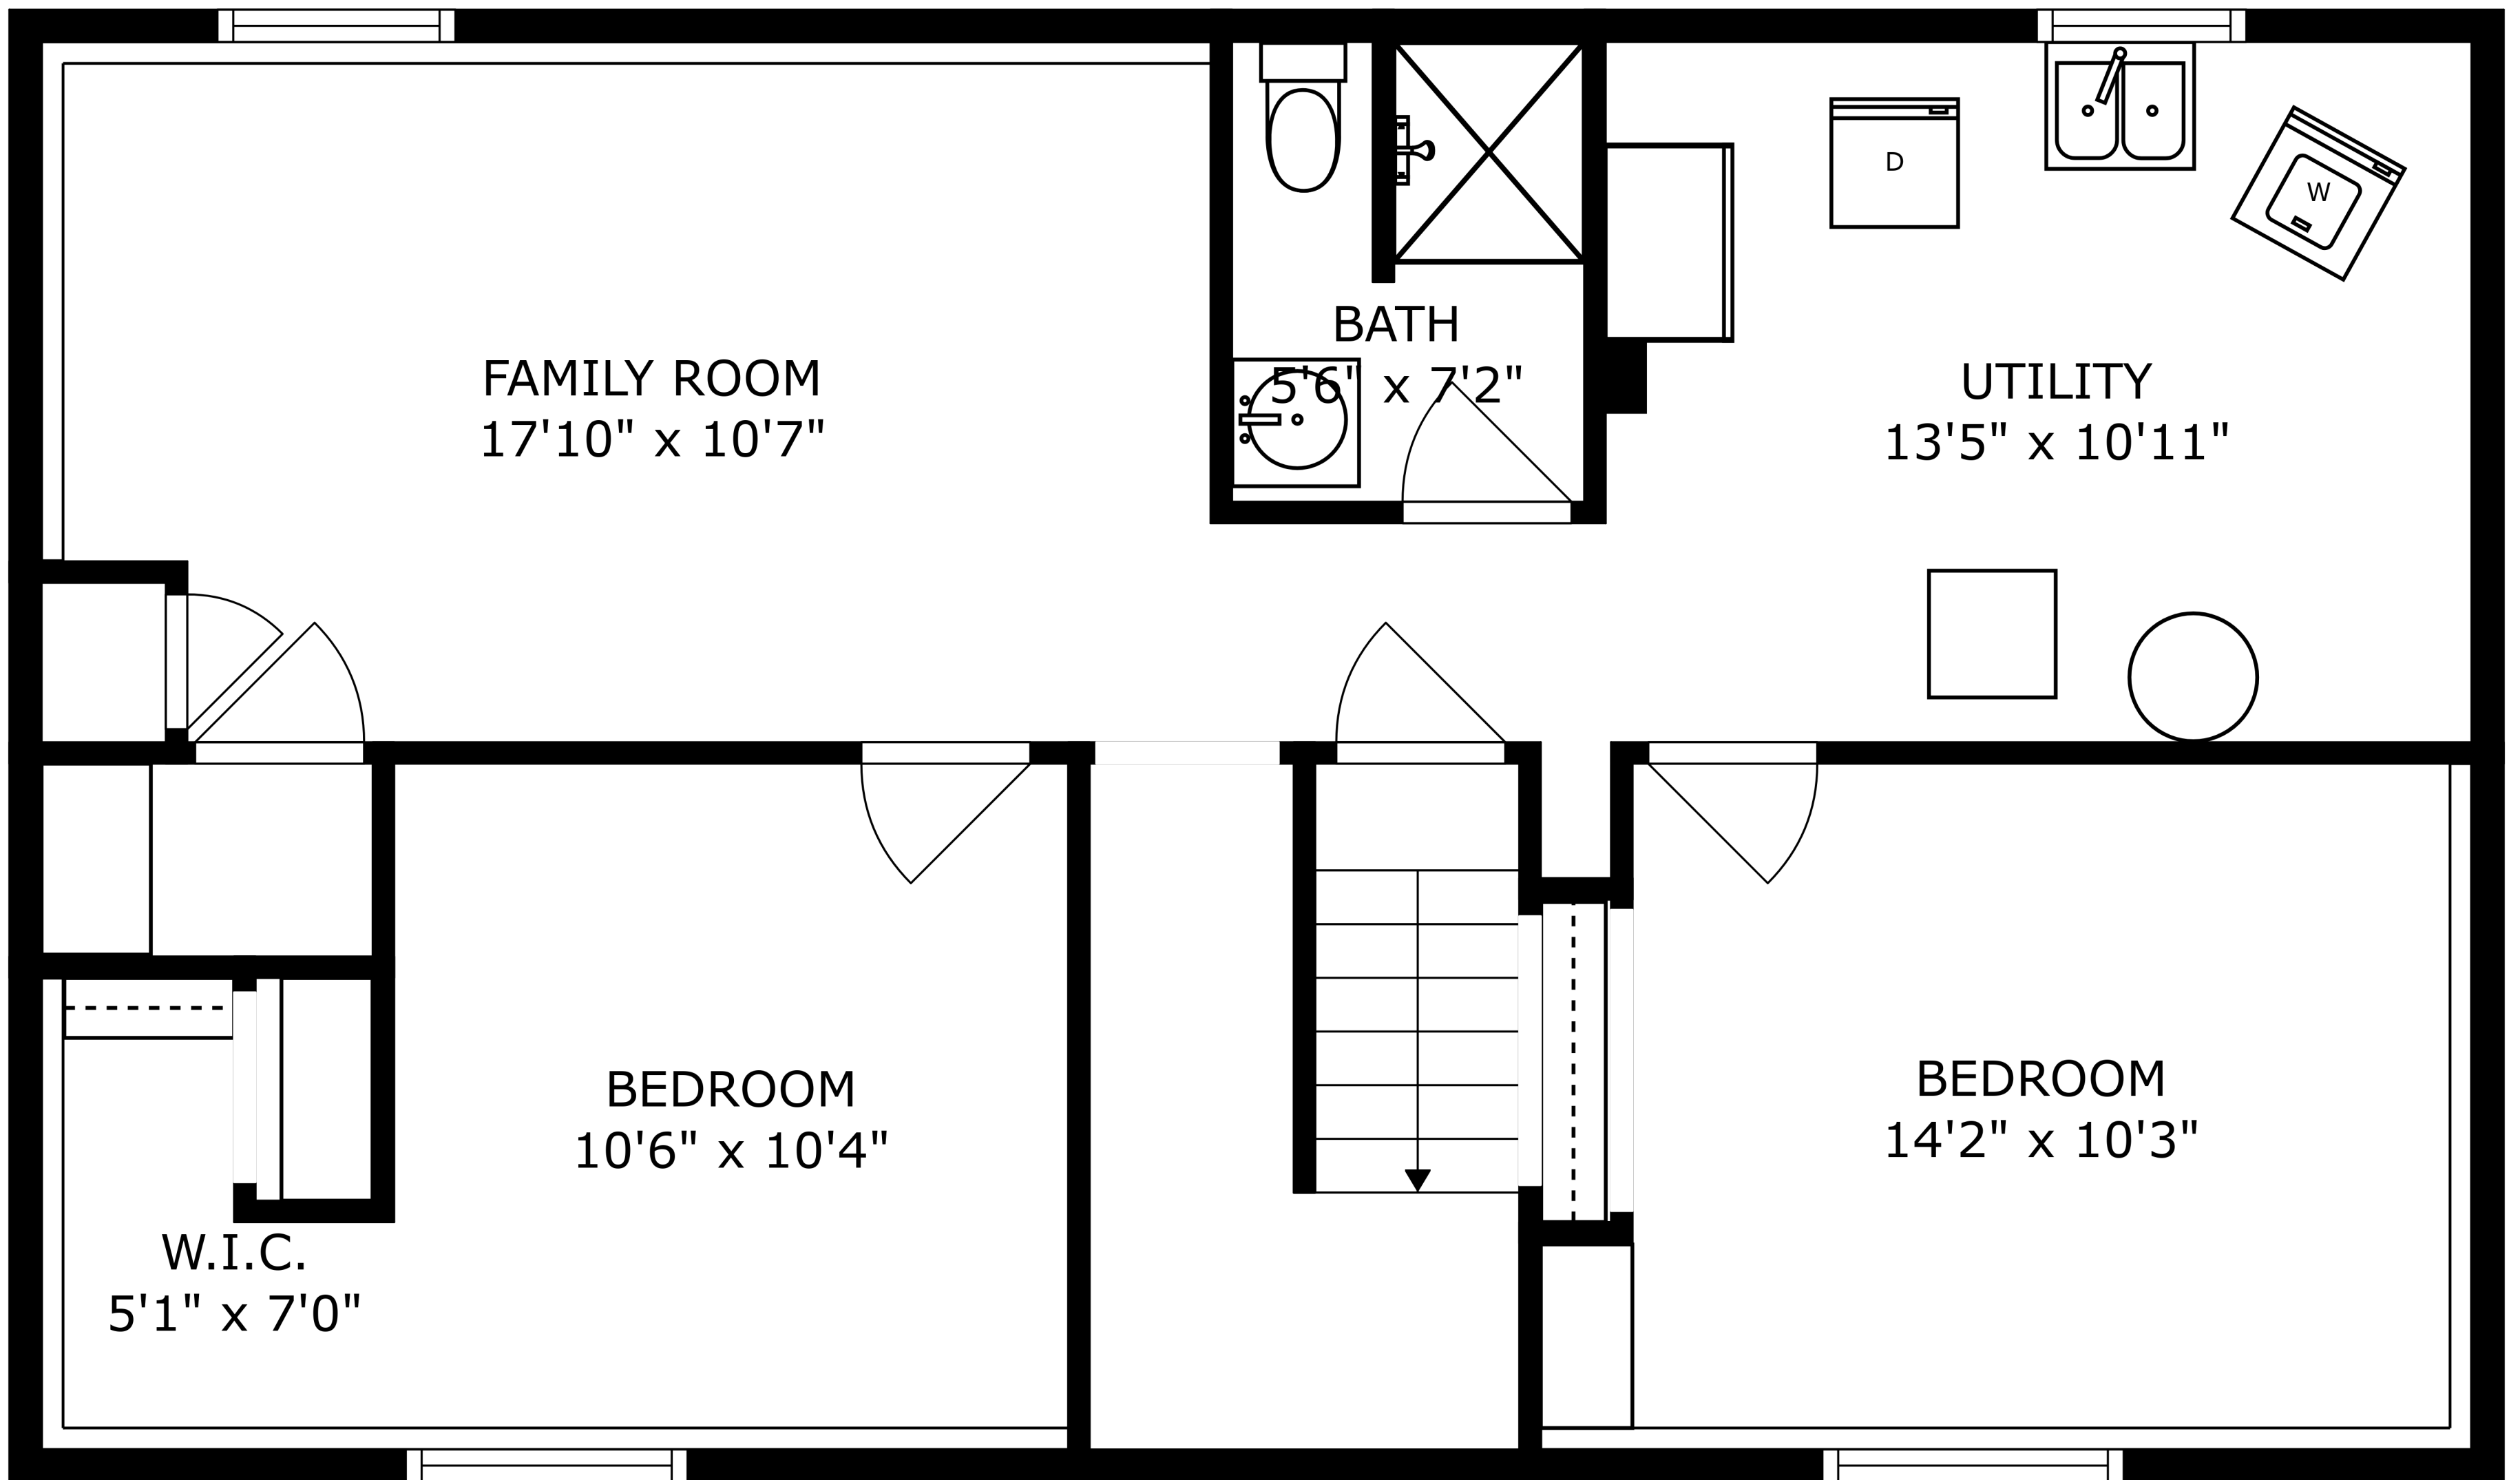 D
W
BATH
5'6" x 7'2"
FAMILY ROOM
17'10" x 10'7"
UTILITY
13'5" x 10'11"
BEDROOM
10'6" x 10'4"
BEDROOM
14'2" x 10'3"
W.I.C.
5'1" x 7'0"